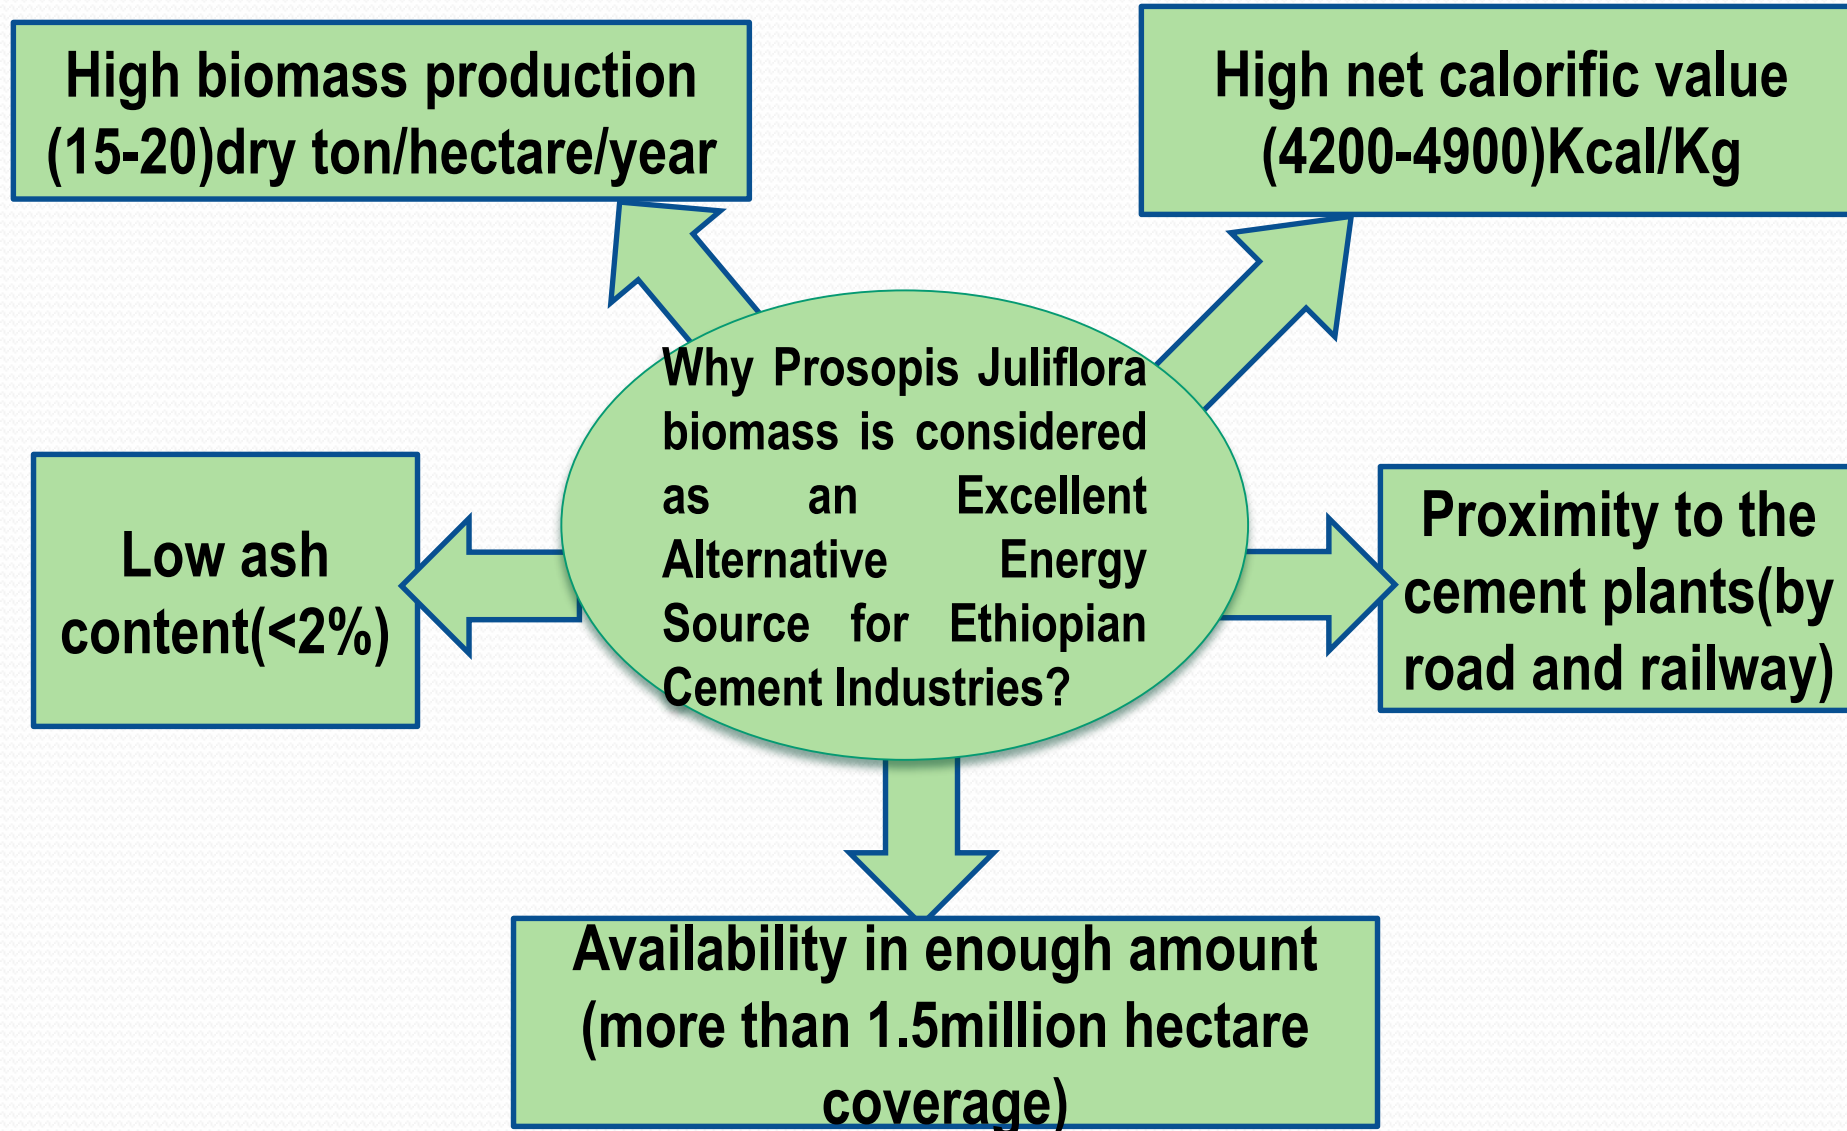 High biomass production
(15-20)dry ton/hectare/year
High net calorific value
(4200-4900)Kcal/Kg
Why Prosopis Juliflora
biomass is considered
as an Excellent
Alternative Energy
Source for Ethiopian
Cement Industries?
Low ash
content(<2%)
Proximity to the
cement plants(by
road and railway)
Availability in enough amount
(more than 1.5million hectare
coverage)